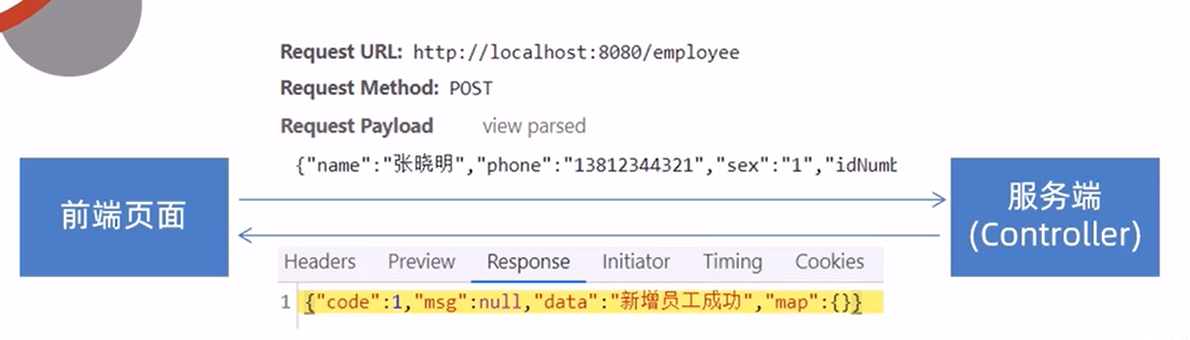 Request URL: http://localhost:8080/employee
Request Method: POST
Request Payload view parsed
{"name":"张晓明","phone":"13812344321","sex":"1","idNumb
前端页面
服务端
(Controller)
Headers Preview Response Initiator Timing Cookies
1 {"code":1,"msg":null,"data":"新增员工成功","map":{}}